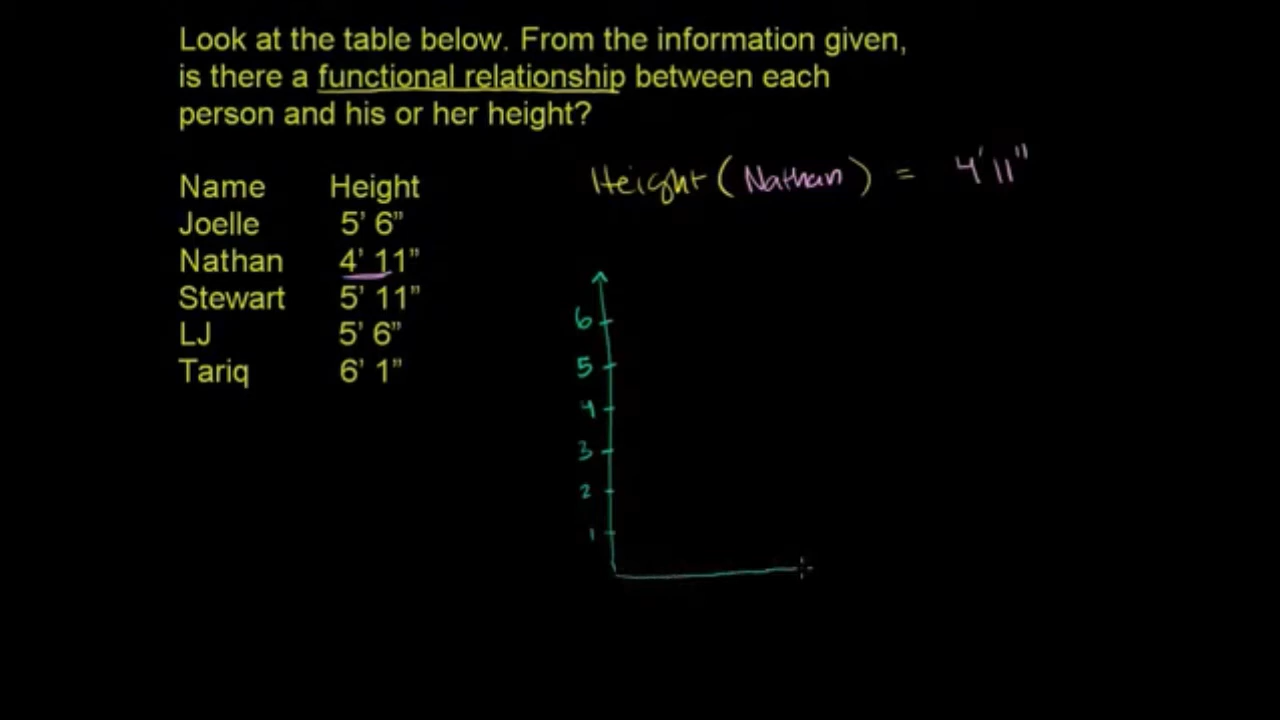 Look at the table below. From the information given,
is there a functional relationship between each
person and his or her height?
Name Height
Joelle 5’ 6”
Nathan 4’ 11”
Stewart 5’ 11”
LJ 5’ 6”
Tariq 6’ 1”
Height (Nathan) = 4' 11"
6
5
4
3
2
1